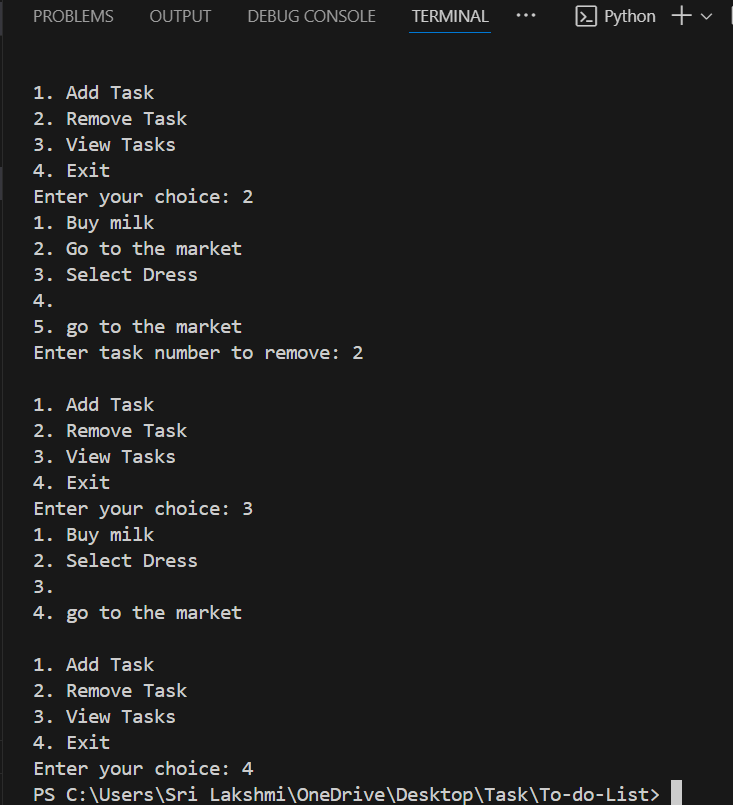 PROBLEMS OUTPUT DEBUG CONSOLE TERMINAL ··· Python
1. Add Task
2. Remove Task
3. View Tasks
4. Exit
Enter your choice: 2
1. Buy milk
2. Go to the market
3. Select Dress
4.
5. go to the market
Enter task number to remove: 2
1. Add Task
2. Remove Task
3. View Tasks
4. Exit
Enter your choice: 3
1. Buy milk
2. Select Dress
3.
4. go to the market
1. Add Task
2. Remove Task
3. View Tasks
4. Exit
Enter your choice: 4
PS C:\Users\Sri Lakshmi\OneDrive\Desktop\Task\To-do-List>